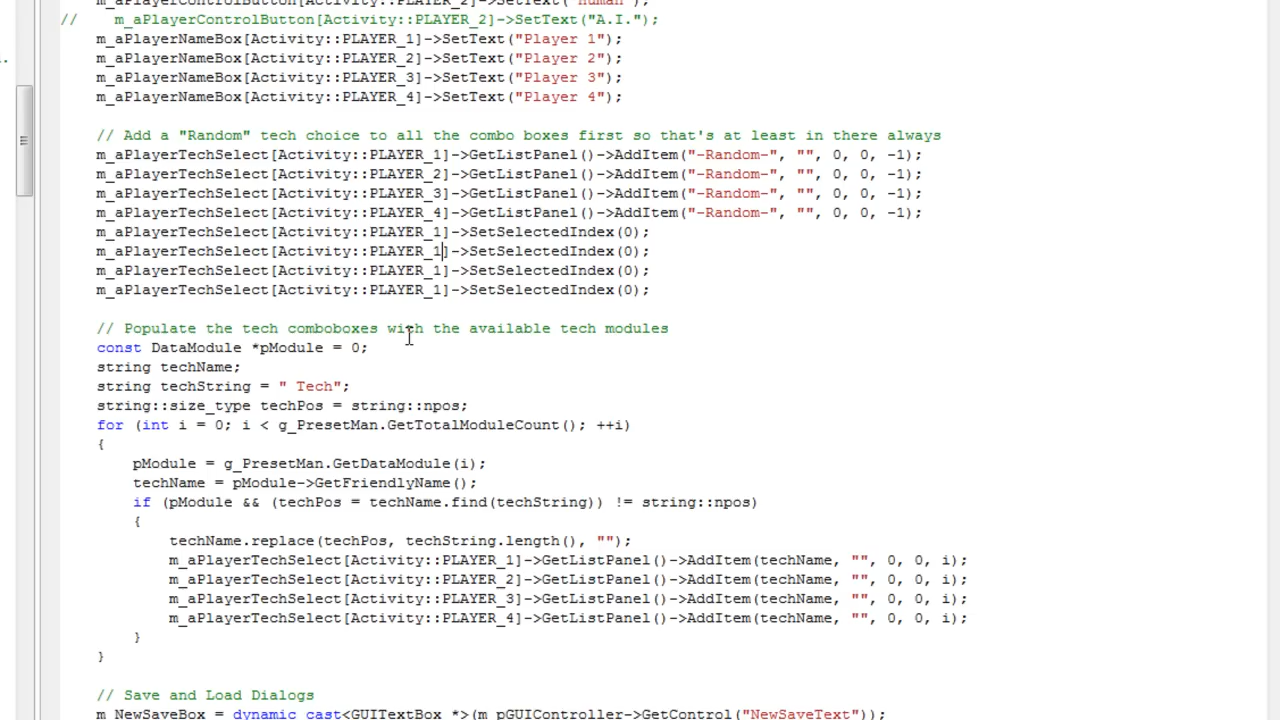 m_aPlayerControlButton[Activity::PLAYER_2]->SetText("Human");
// m_aPlayerControlButton[Activity::PLAYER_2]->SetText("A.I.");
m_aPlayerNameBox[Activity::PLAYER_1]->SetText("Player 1");
m_aPlayerNameBox[Activity::PLAYER_2]->SetText("Player 2");
m_aPlayerNameBox[Activity::PLAYER_3]->SetText("Player 3");
m_aPlayerNameBox[Activity::PLAYER_4]->SetText("Player 4");
// Add a "Random" tech choice to all the combo boxes first so that's at least in there always
m_aPlayerTechSelect[Activity::PLAYER_1]->GetListPanel()->AddItem("-Random-", "", 0, 0, -1);
m_aPlayerTechSelect[Activity::PLAYER_2]->GetListPanel()->AddItem("-Random-", "", 0, 0, -1);
m_aPlayerTechSelect[Activity::PLAYER_3]->GetListPanel()->AddItem("-Random-", "", 0, 0, -1);
m_aPlayerTechSelect[Activity::PLAYER_4]->GetListPanel()->AddItem("-Random-", "", 0, 0, -1);
m_aPlayerTechSelect[Activity::PLAYER_1]->SetSelectedIndex(0);
m_aPlayerTechSelect[Activity::PLAYER_1]->SetSelectedIndex(0);
m_aPlayerTechSelect[Activity::PLAYER_1]->SetSelectedIndex(0);
m_aPlayerTechSelect[Activity::PLAYER_1]->SetSelectedIndex(0);
// Populate the tech comboboxes with the available tech modules
const DataModule *pModule = 0;
string techName;
string techString = " Tech";
string::size_type techPos = string::npos;
for (int i = 0; i < g_PresetMan.GetTotalModuleCount(); ++i)
{
pModule = g_PresetMan.GetDataModule(i);
techName = pModule->GetFriendlyName();
if (pModule && (techPos = techName.find(techString)) != string::npos)
{
techName.replace(techPos, techString.length(), "");
m_aPlayerTechSelect[Activity::PLAYER_1]->GetListPanel()->AddItem(techName, "", 0, 0, i);
m_aPlayerTechSelect[Activity::PLAYER_2]->GetListPanel()->AddItem(techName, "", 0, 0, i);
m_aPlayerTechSelect[Activity::PLAYER_3]->GetListPanel()->AddItem(techName, "", 0, 0, i);
m_aPlayerTechSelect[Activity::PLAYER_4]->GetListPanel()->AddItem(techName, "", 0, 0, i);
}
}
// Save and Load Dialogs
m_NewSaveBox = dynamic_cast<GUITextBox *>(m_pGUIController->GetControl("NewSaveText"));